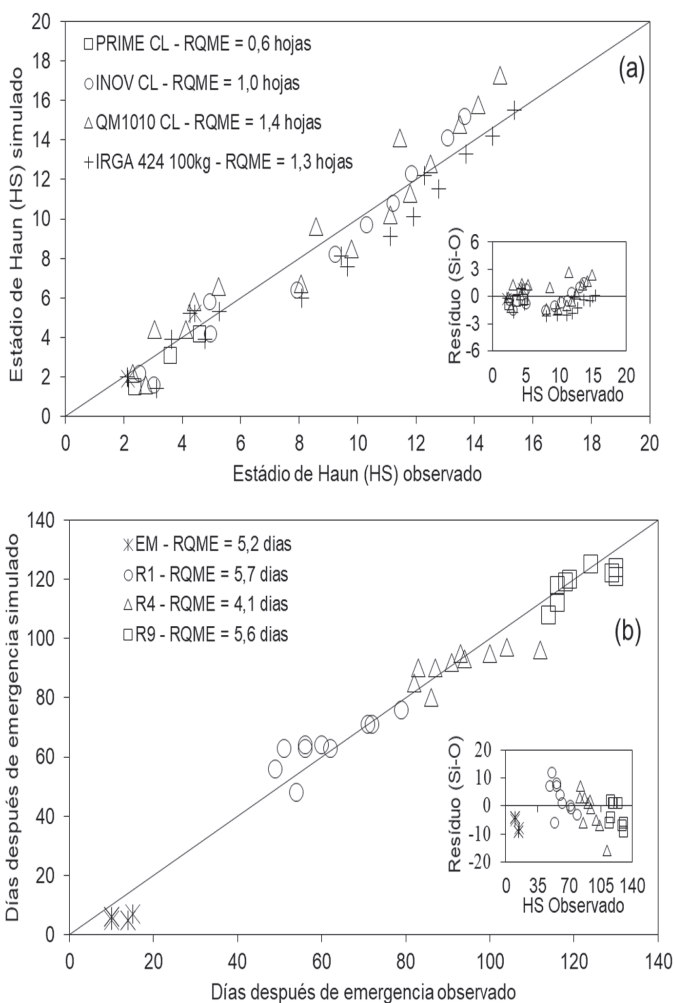 20
18
16
14
12
10
8
6
4
2
0
Estádio de Haun (HS) simulado
PRIME CL - RQME = 0,6 hojas
INOV CL - RQME = 1,0 hojas
QM1010 CL - RQME = 1,4 hojas
IRGA 424 100kg - RQME = 1,3 hojas
(a)
Resíduo (Si-O)
6
3
0
-3
-6
0 5 10 15 20
HS Observado
0 2 4 6 8 10 12 14 16 18 20
Estádio de Haun (HS) observado
140
120
100
80
60
40
20
0
Días después de emergencia simulado
EM - RQME = 5,2 dias
R1 - RQME = 5,7 dias
R4 - RQME = 4,1 dias
R9 - RQME = 5,6 dias
(b)
Resíduo (Si-O)
20
10
0
-10
-20
0 35 70 105 140
HS Observado
0 20 40 60 80 100 120 140
Días después de emergencia observado